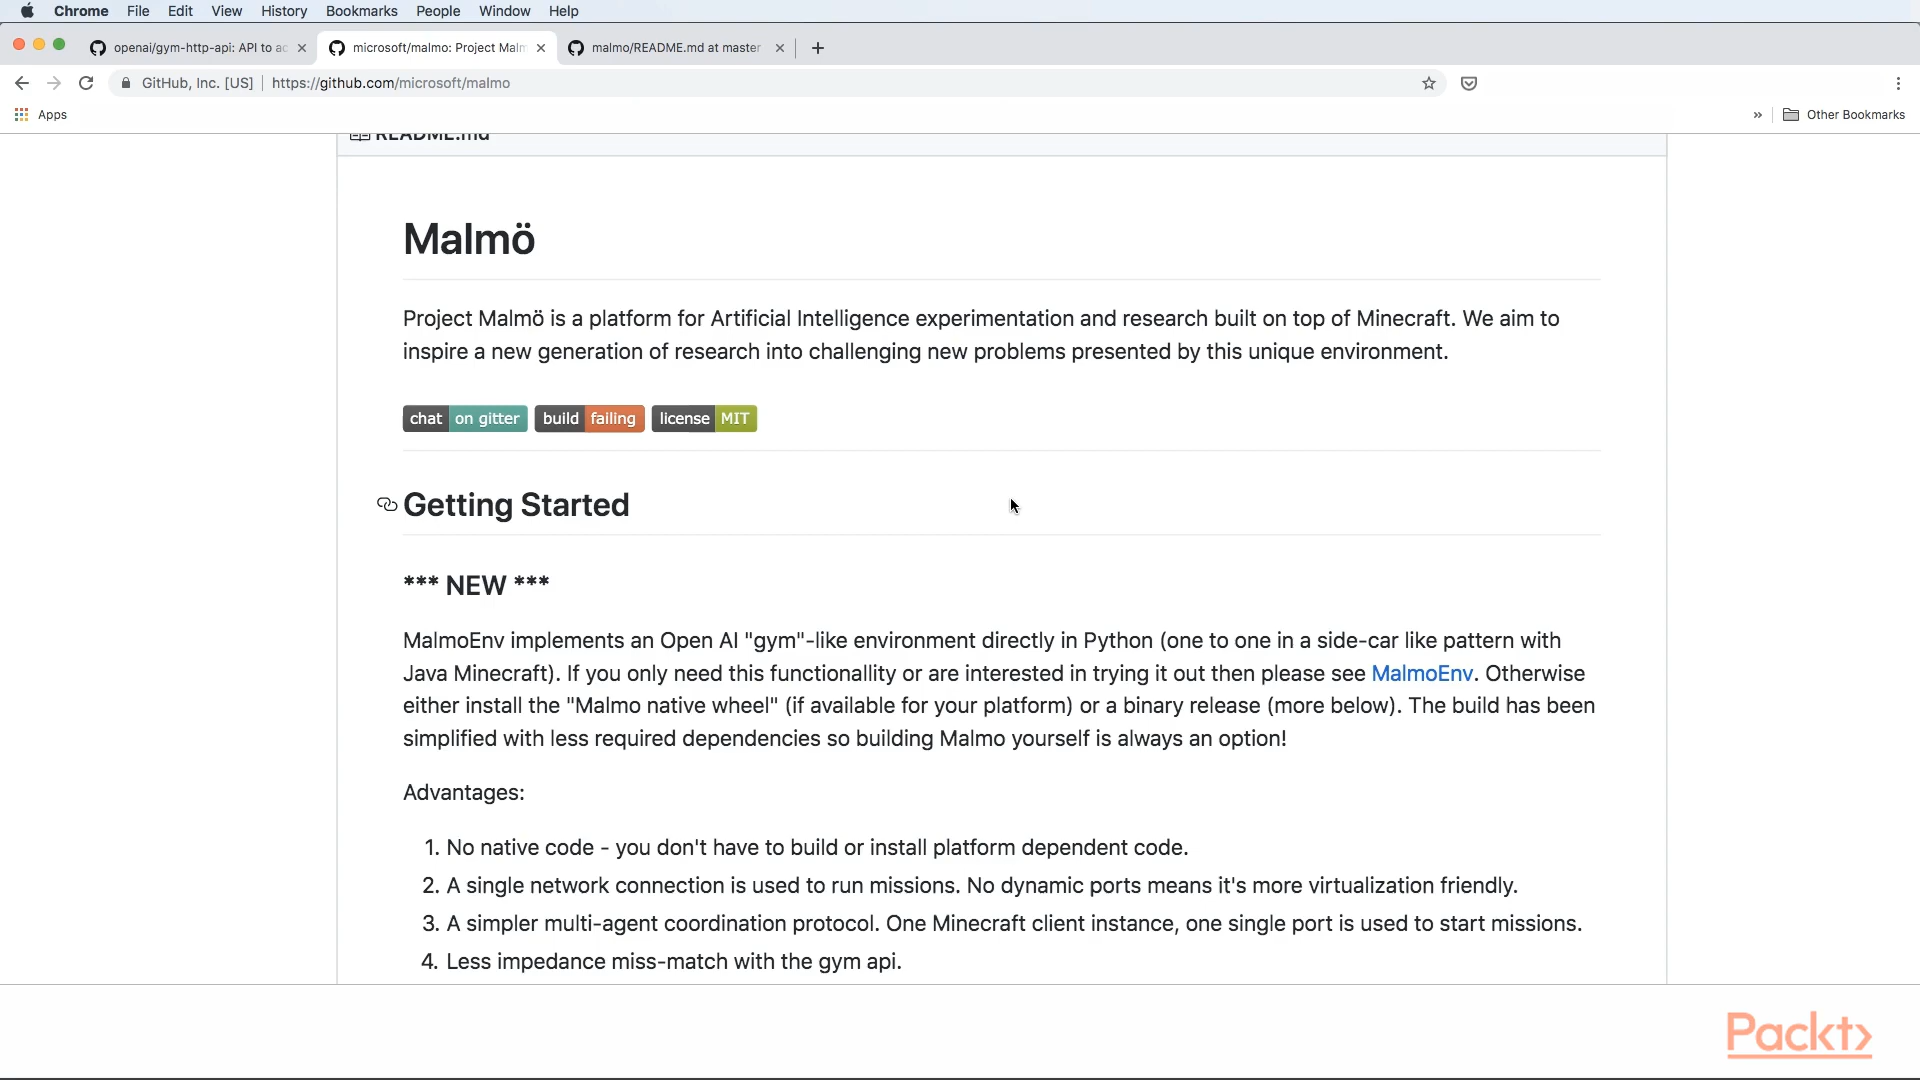 Chrome File Edit View History Bookmarks People Window Help
openai/gym-http-api: API to ac
microsoft/malmo: Project Malm
malmo/README.md at master
GitHub, Inc. [US] https://github.com/microsoft/malmo
Apps
» Other Bookmarks
README.md
Malmö
Project Malmö is a platform for Artificial Intelligence experimentation and research built on top of Minecraft. We aim to
inspire a new generation of research into challenging new problems presented by this unique environment.
chat on gitter build failing license MIT
Getting Started
*** NEW ***
MalmoEnv implements an Open AI "gym"-like environment directly in Python (one to one in a side-car like pattern with
Java Minecraft). If you only need this functionallity or are interested in trying it out then please see MalmoEnv. Otherwise
either install the "Malmo native wheel" (if available for your platform) or a binary release (more below). The build has been
simplified with less required dependencies so building Malmo yourself is always an option!
Advantages:
1. No native code - you don't have to build or install platform dependent code.
2. A single network connection is used to run missions. No dynamic ports means it's more virtualization friendly.
3. A simpler multi-agent coordination protocol. One Minecraft client instance, one single port is used to start missions.
4. Less impedance miss-match with the gym api.
Packt>